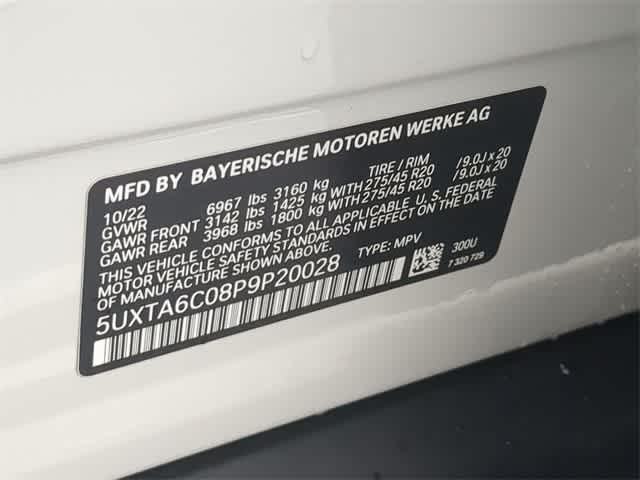 MFD BY BAYERISCHE MOTOREN WERKE AG
10/22 TIRE / RIM
GVWR 6967 lbs 3160 kg
GAWR FRONT 3142 lbs 1425 kg WITH 275/45 R20 /9.0J x 20
GAWR REAR 3968 lbs 1800 kg WITH 275/45 R20 /9.0J x 20
THIS VEHICLE CONFORMS TO ALL APPLICABLE U.S. FEDERAL
MOTOR VEHICLE SAFETY STANDARDS IN EFFECT ON THE DATE
OF MANUFACTURE SHOWN ABOVE.
5UXTA6C08P9P20028 TYPE: MPV 300U
7 320 729